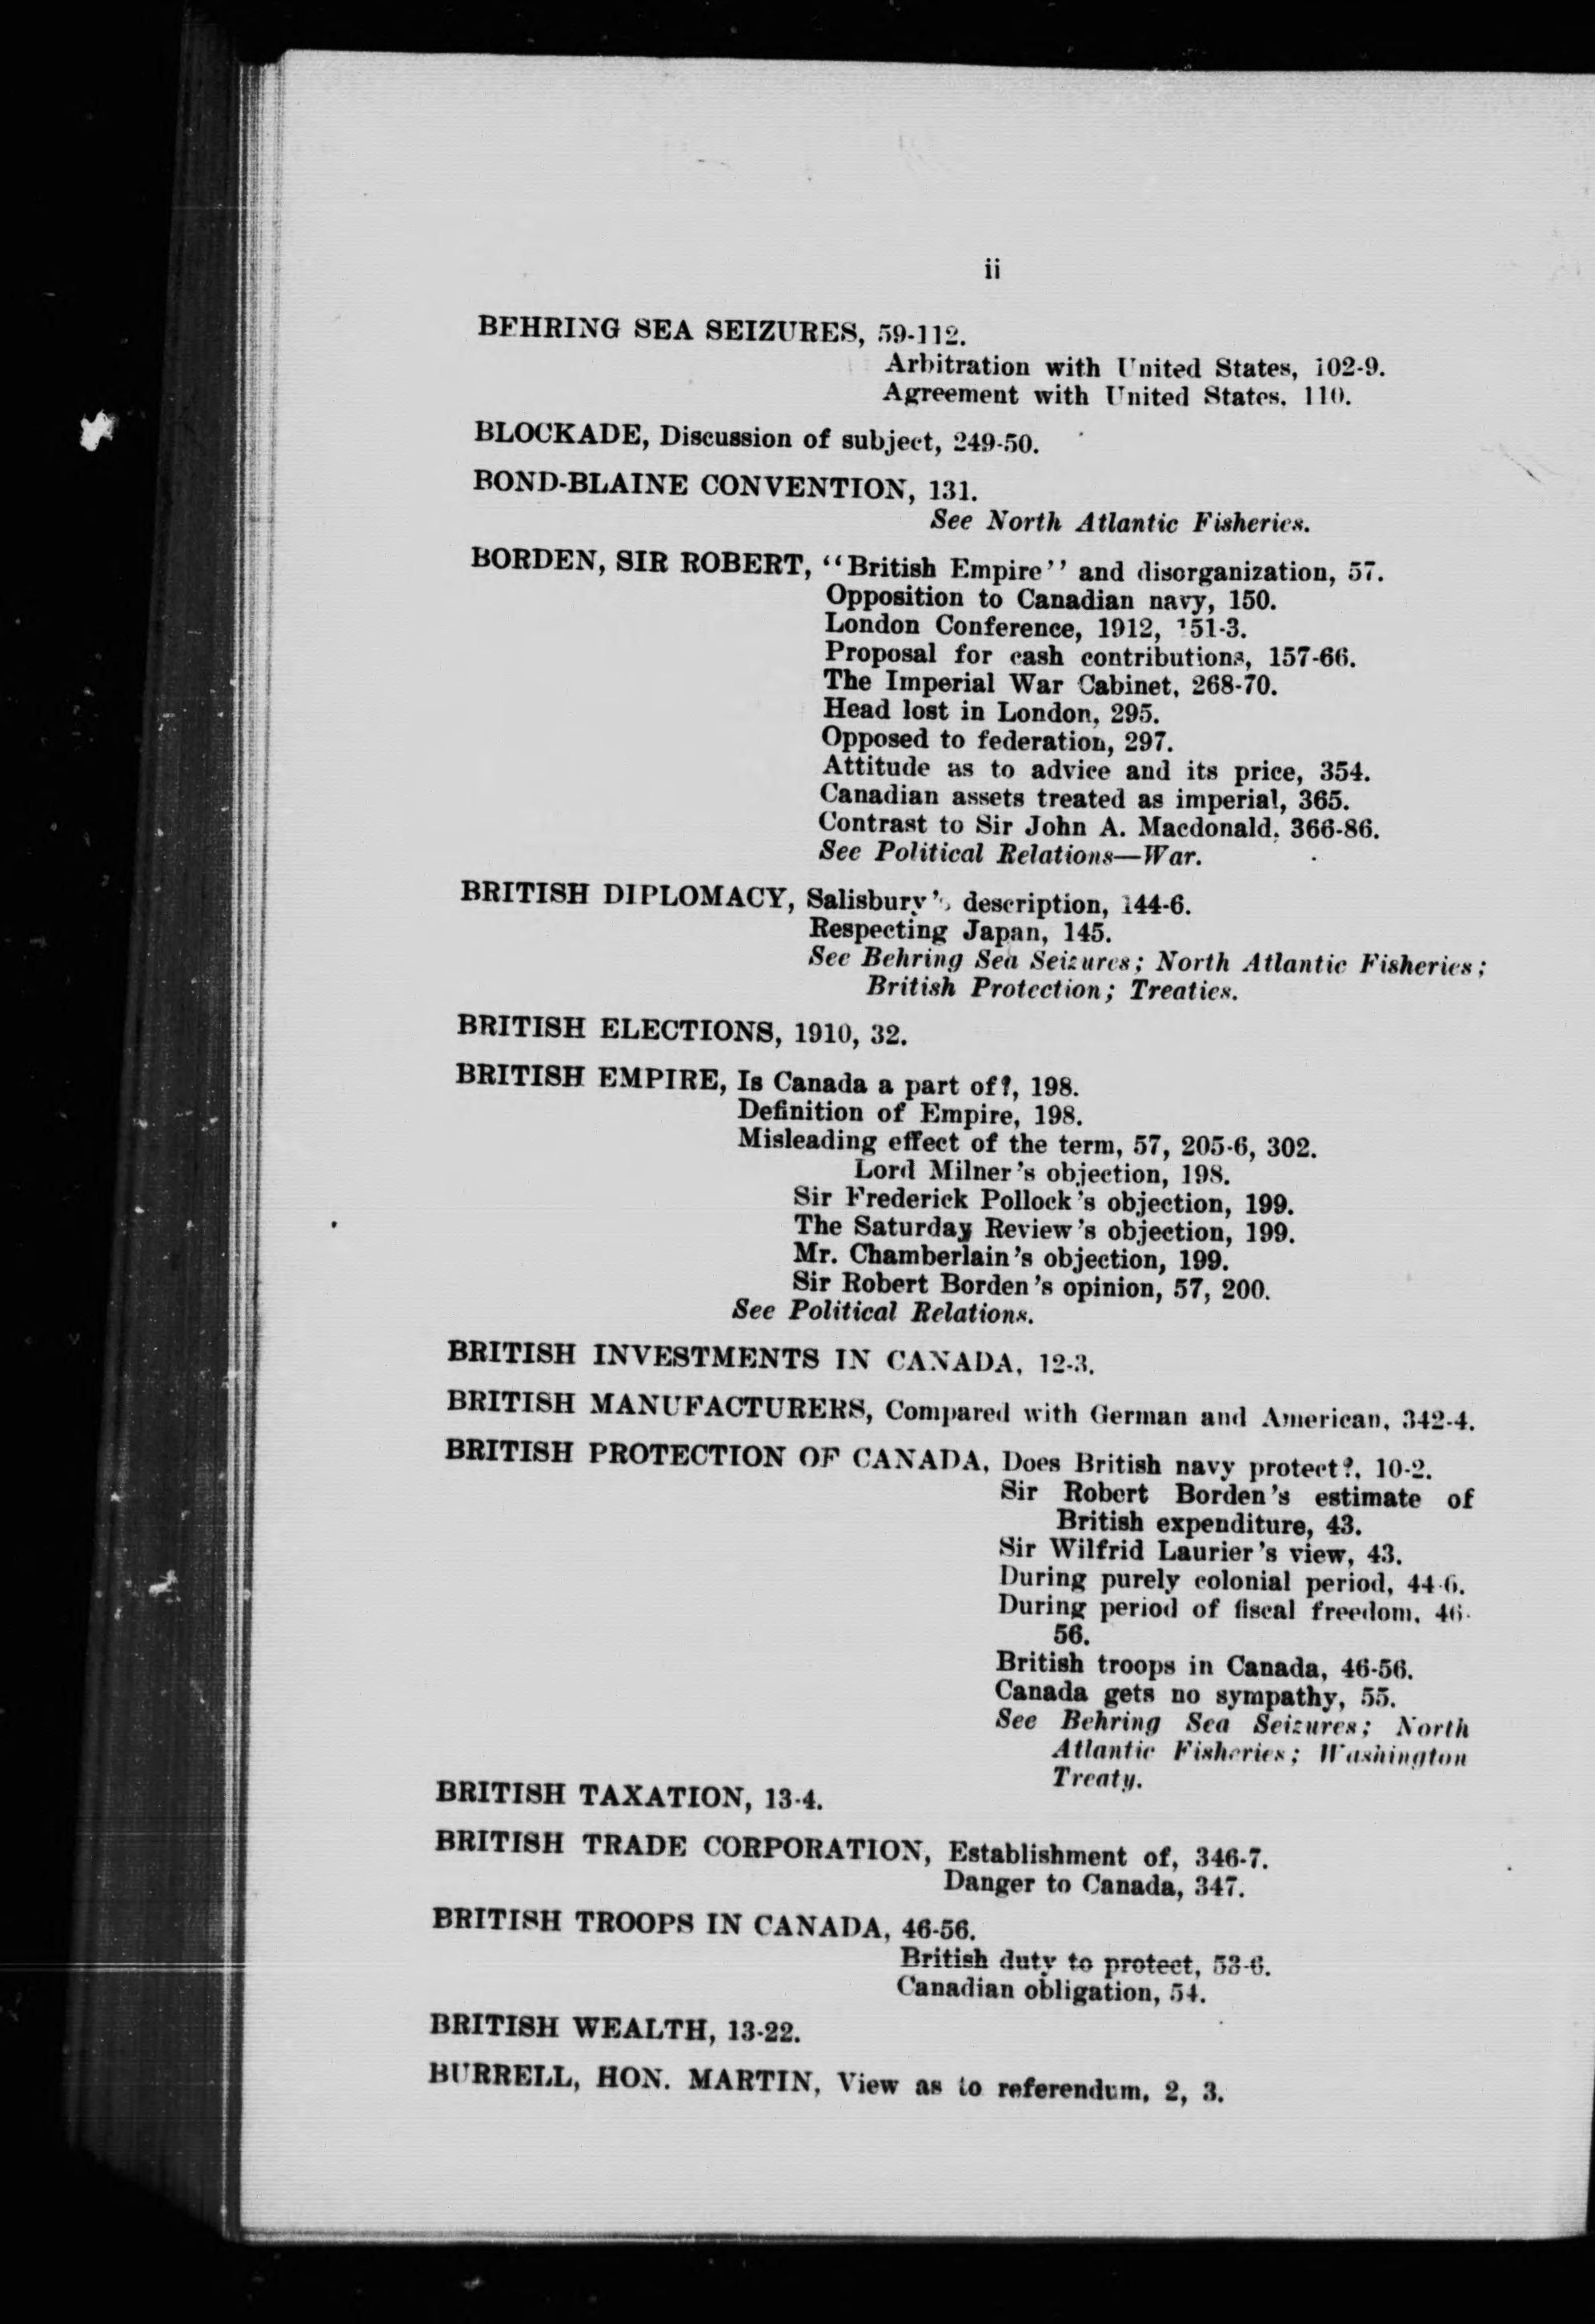 ii
BEHRING SEA SEIZURES, 59-112.
Arbitration with United States, 102-9.
Agreement with United States, 110.
BLOCKADE, Discussion of subject, 249-50.
BOND-BLAINE CONVENTION, 131.
See North Atlantic Fisheries.
BORDEN, SIR ROBERT, "British Empire" and disorganization, 57.
Opposition to Canadian navy, 150.
London Conference, 1912, 151-3.
Proposal for cash contributions, 157-66.
The Imperial War Cabinet, 268-70.
Head lost in London, 295.
Opposed to federation, 297.
Attitude as to advice and its price, 354.
Canadian assets treated as imperial, 365.
Contrast to Sir John A. Macdonald, 366-86.
See Political Relations—War.
BRITISH DIPLOMACY, Salisbury's description, 144-6.
Respecting Japan, 145.
See Behring Sea Seizures; North Atlantic Fisheries;
British Protection; Treaties.
BRITISH ELECTIONS, 1910, 32.
BRITISH EMPIRE, Is Canada a part of?, 198.
Definition of Empire, 198.
Misleading effect of the term, 57, 205-6, 302.
Lord Milner's objection, 198.
Sir Frederick Pollock's objection, 199.
The Saturday Review's objection, 199.
Mr. Chamberlain's objection, 199.
Sir Robert Borden's opinion, 57, 200.
See Political Relations.
BRITISH INVESTMENTS IN CANADA, 12-3.
BRITISH MANUFACTURERS, Compared with German and American, 342-4.
BRITISH PROTECTION OF CANADA, Does British navy protect?, 10-2.
Sir Robert Borden's estimate of
British expenditure, 43.
Sir Wilfrid Laurier's view, 43.
During purely colonial period, 44-6.
During period of fiscal freedom, 46-
56.
British troops in Canada, 46-56.
Canada gets no sympathy, 55.
See Behring Sea Seizures; North
Atlantic Fisheries; Washington
Treaty.
BRITISH TAXATION, 13-4.
BRITISH TRADE CORPORATION, Establishment of, 346-7.
Danger to Canada, 347.
BRITISH TROOPS IN CANADA, 46-56.
British duty to protect, 53-6.
Canadian obligation, 54.
BRITISH WEALTH, 13-22.
BURRELL, HON. MARTIN, View as to referendum, 2, 3.